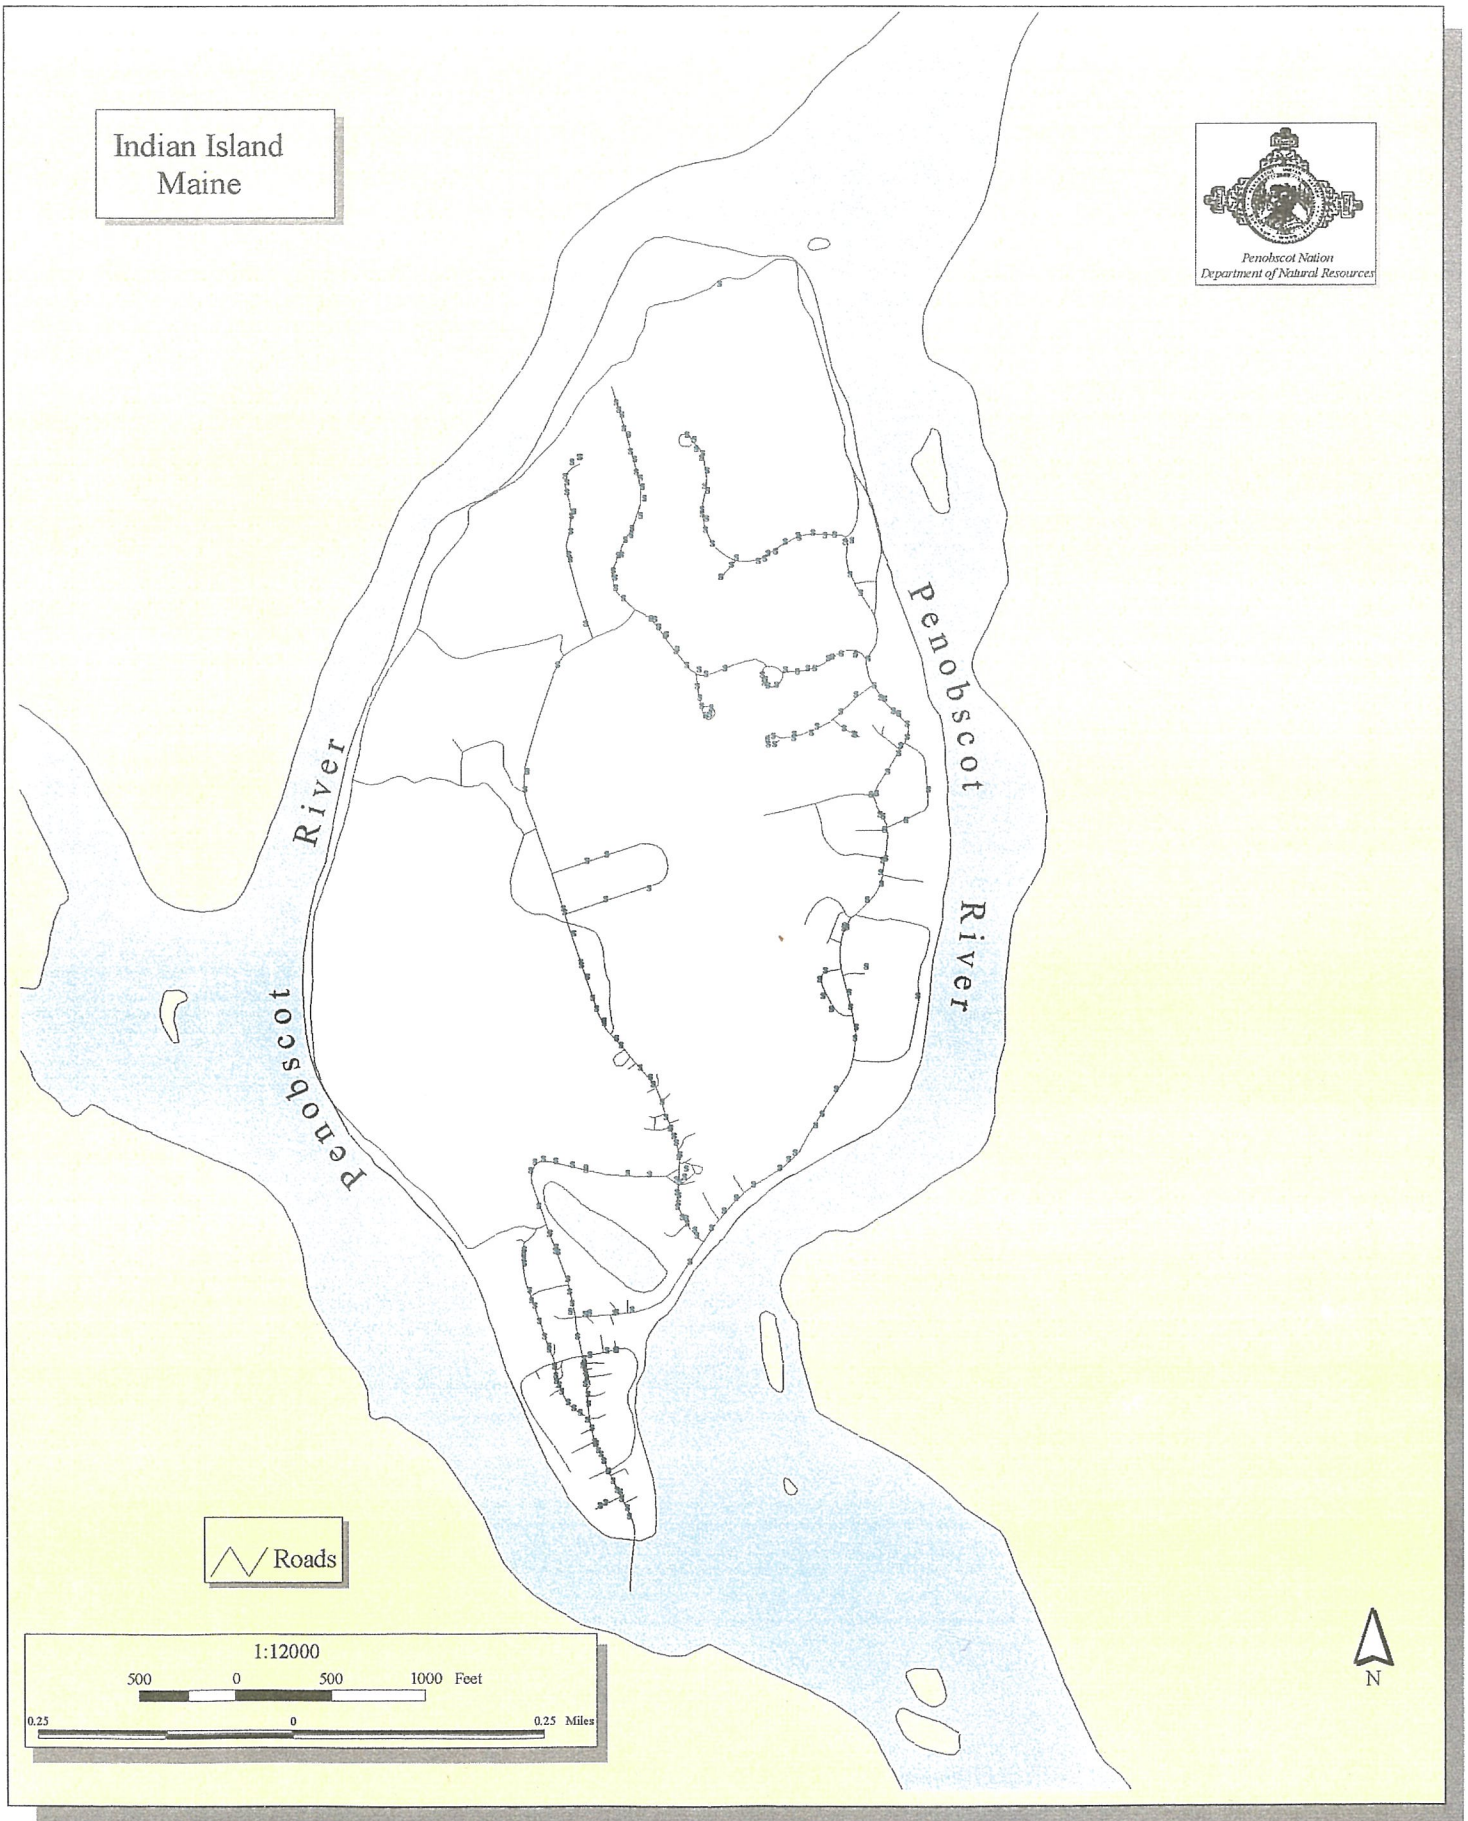 Indian Island
Maine
Penobscot Nation
Department of Natural Resources
Penobscot
River
River
Penobscot
Roads
1:12000
500 0 500 1000 Feet
0.25 0 0.25 Miles
N